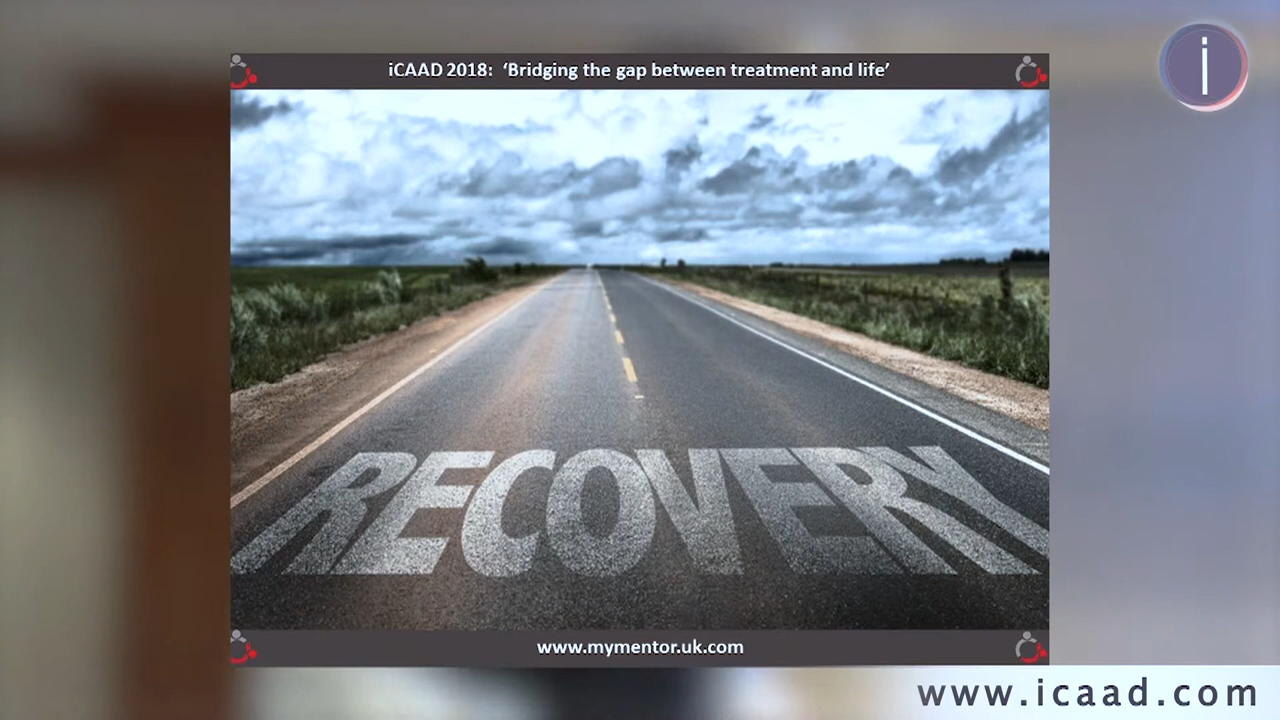 iCAAD 2018: ‘Bridging the gap between treatment and life’
i
RECOVERY
www.mymentor.uk.com
www.icaad.com